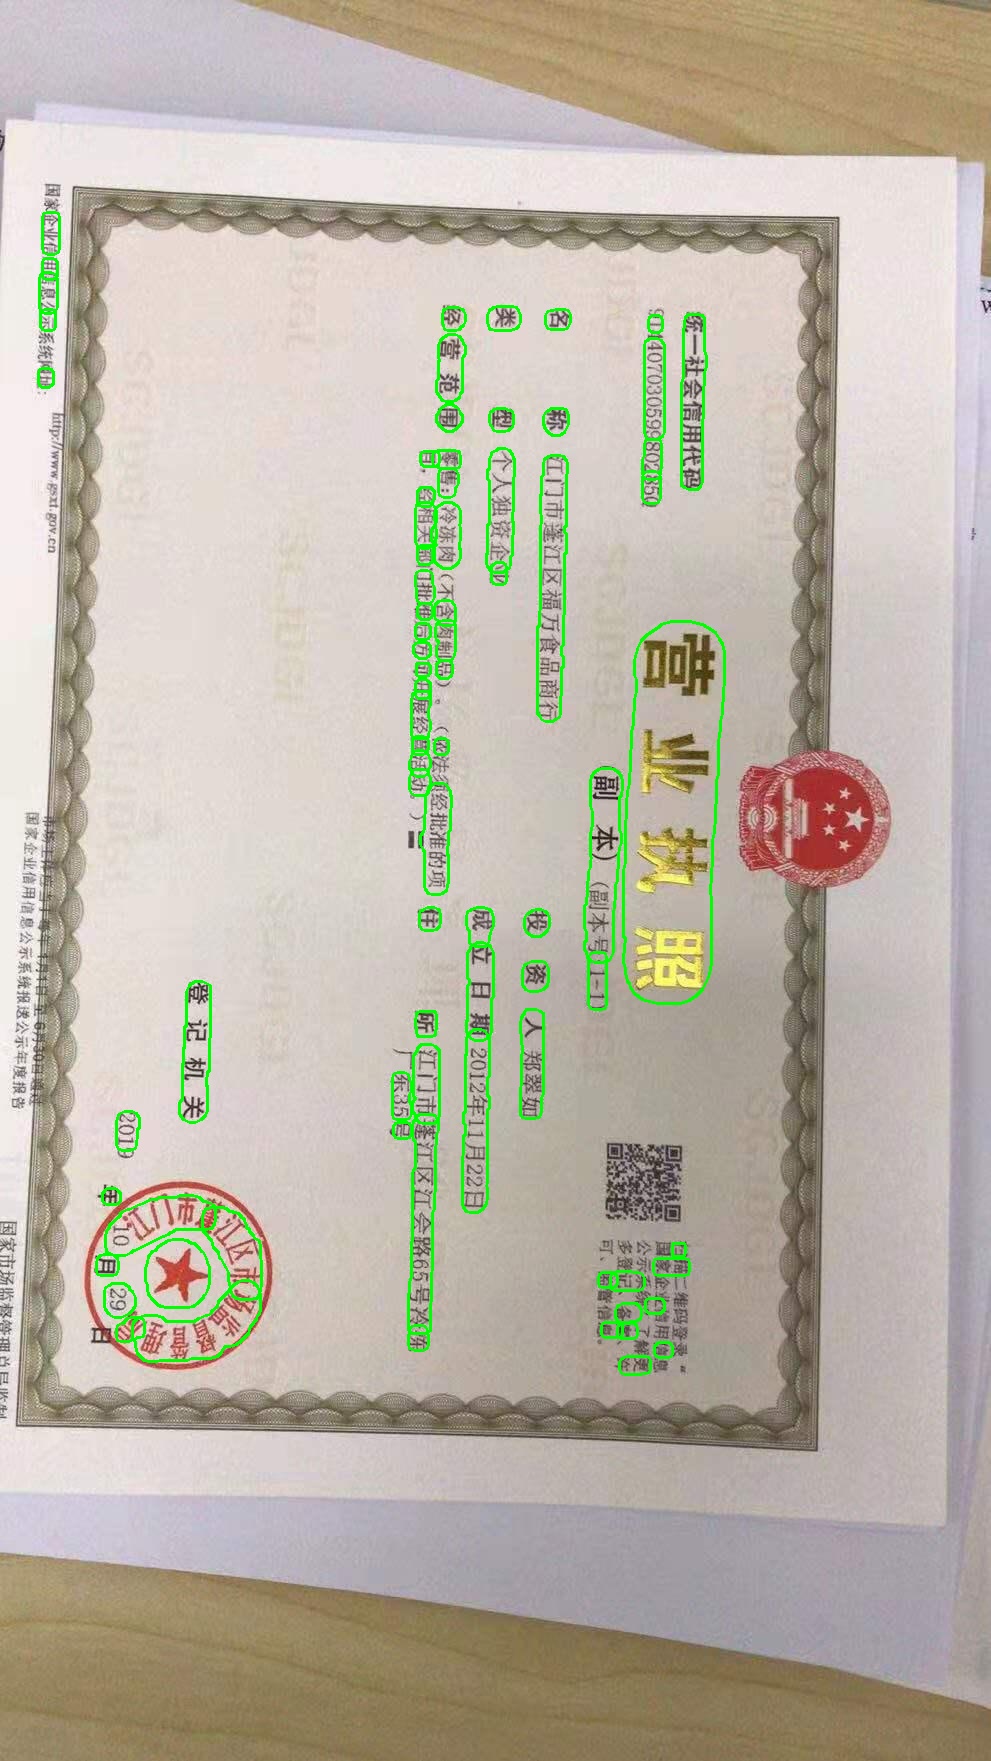 营业执照
（副本）（副本号:1-1）
统一社会信用代码
914407030599802850
扫描二维码登录“
国家企业信用信息
公示系统”了解更
多登记、备案、许
可、监管信息。
名称 江门市蓬江区福万食品商行
类型 个人独资企业
经营范围 零售：冷冻肉（不含肉制品）。（依法须经批准的项
目，经相关部门批准后方可开展经营活动。）
投资人 郑翠如
成立日期 2012年11月22日
住所 江门市蓬江区江会路65号冷冻
厂东35号
登记机关
江门市蓬江区市场监督管理局
2019年10月29日
国家企业信用信息公示系统网址：
http://www.gsxt.gov.cn
市场主体应当于每年1月1日至6月30日通过
国家企业信用信息公示系统报送公示年度报告
国家市场监督管理总局监制